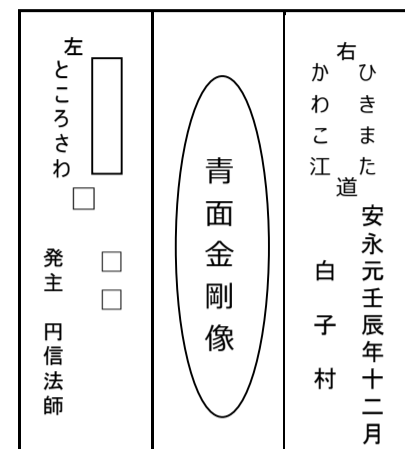 右
ひきまた
かわこ江
道
安永元壬辰年十二月
白子村
青面金剛像
左
ところさわ
□
□□
発主 円信法師